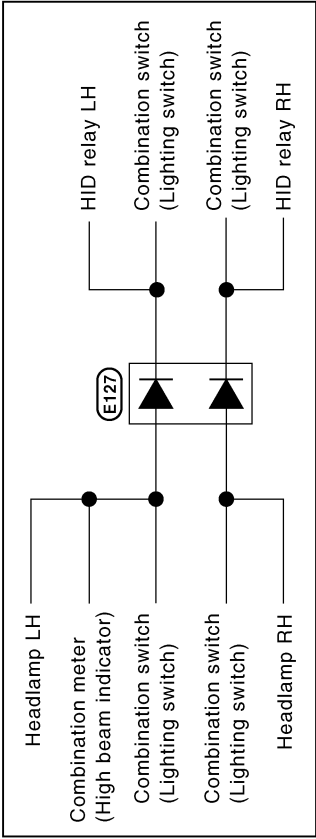 Headlamp LH
Combination meter
(High beam indicator)
Combination switch
(Lighting switch)
Combination switch
(Lighting switch)
Headlamp RH
E127
HID relay LH
Combination switch
(Lighting switch)
Combination switch
(Lighting switch)
HID relay RH